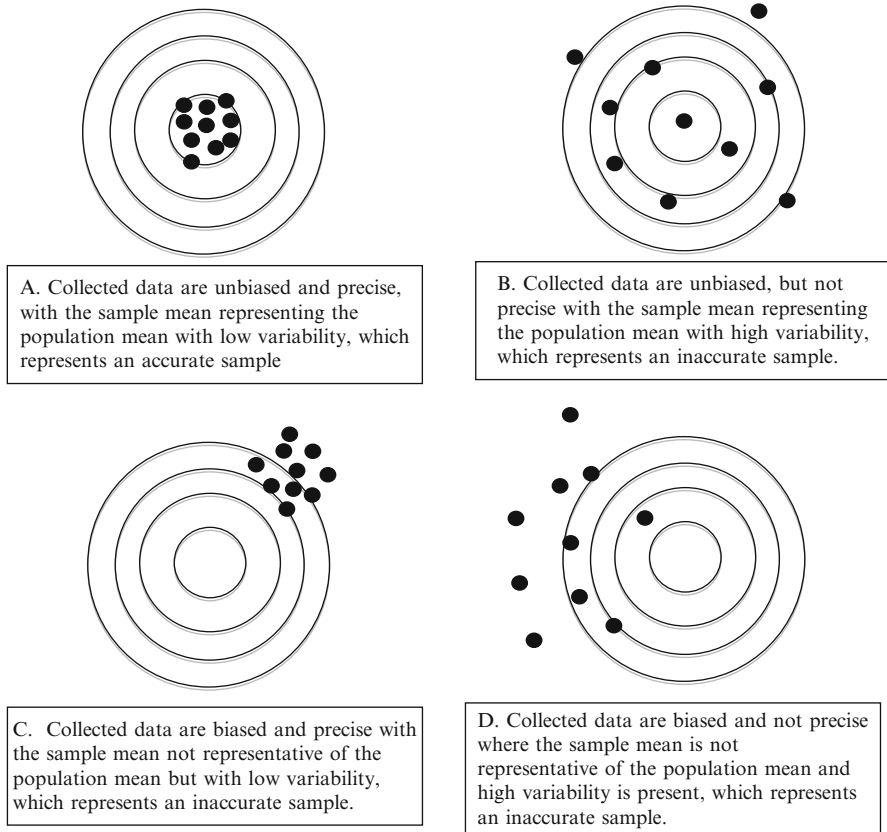 A. Collected data are unbiased and precise,
with the sample mean representing the
population mean with low variability, which
represents an accurate sample
B. Collected data are unbiased, but not
precise with the sample mean representing
the population mean with high variability,
which represents an inaccurate sample.
C. Collected data are biased and precise with
the sample mean not representative of the
population mean but with low variability,
which represents an inaccurate sample.
D. Collected data are biased and not precise
where the sample mean is not
representative of the population mean and
high variability is present, which represents
an inaccurate sample.